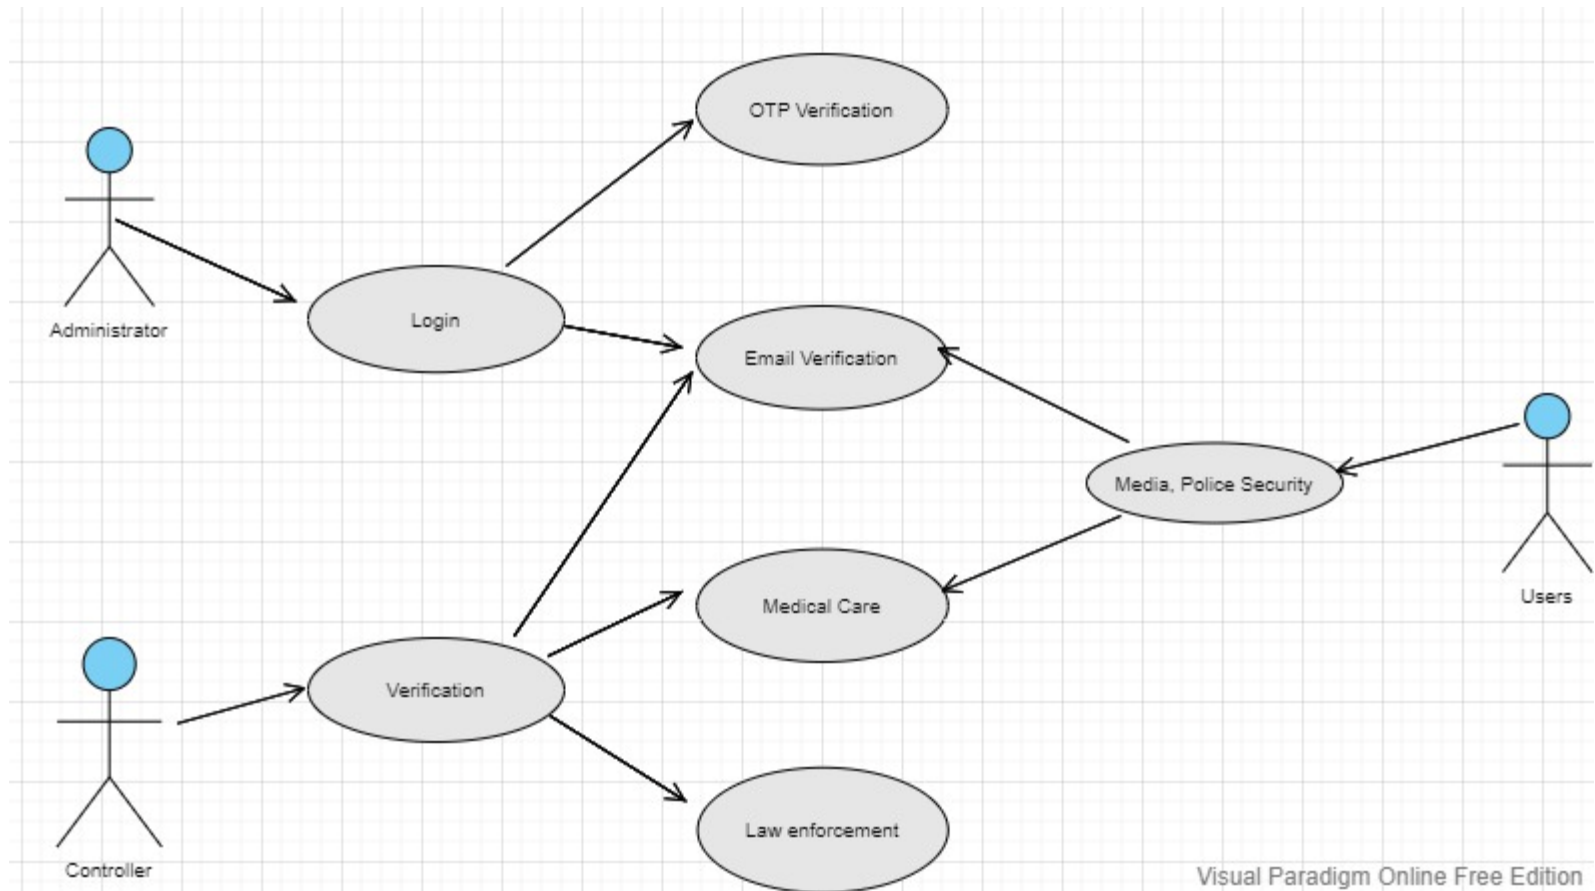 OTP Verification
Administrator
Login
Email Verification
Media, Police Security
Users
Medical Care
Verification
Law enforcement
Controller
Visual Paradigm Online Free Edition